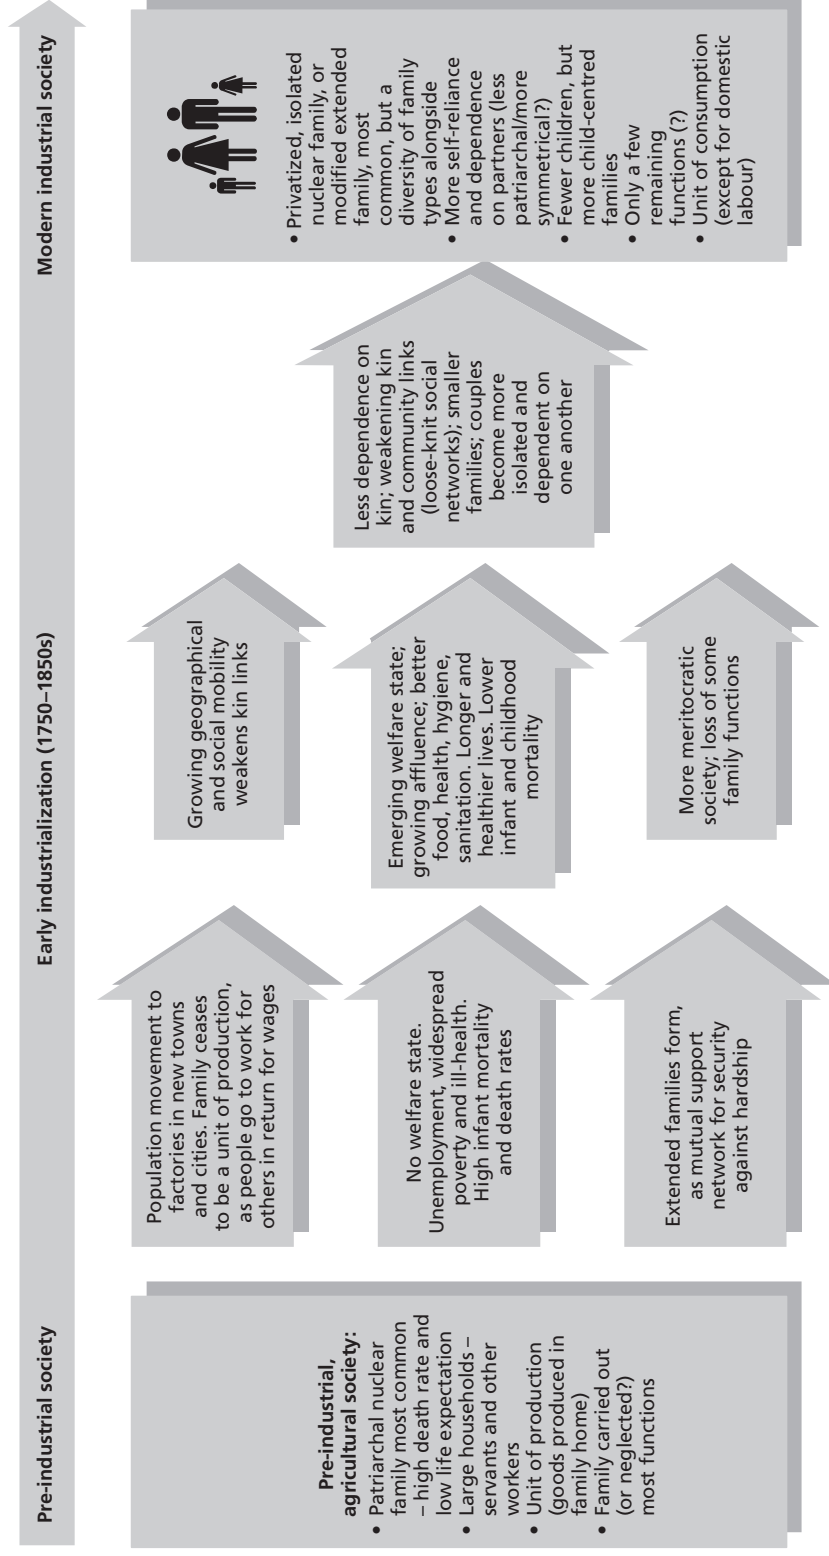 Pre-industrial society
Early industrialization (1750–1850s)
Modern industrial society
Pre-industrial,
agricultural society:
• Patriarchal nuclear
family most common
– high death rate and
low life expectation
• Large households –
servants and other
workers
• Unit of production
(goods produced in
family home)
• Family carried out
(or neglected?)
most functions
Population movement to
factories in new towns
and cities. Family ceases
to be a unit of production,
as people go to work for
others in return for wages
No welfare state.
Unemployment, widespread
poverty and ill-health.
High infant mortality
and death rates
Extended families form,
as mutual support
network for security
against hardship
Growing geographical
and social mobility
weakens kin links
Emerging welfare state;
growing affluence; better
food, health, hygiene,
sanitation. Longer and
healthier lives. Lower
infant and childhood
mortality
More meritocratic
society; loss of some
family functions
Less dependence on
kin; weakening kin
and community links
(loose-knit social
networks); smaller
families; couples
become more
isolated and
dependent on
one another
• Privatized, isolated
nuclear family, or
modified extended
family, most
common, but a
diversity of family
types alongside
• More self-reliance
and dependence
on partners (less
patriarchal/more
symmetrical?)
• Fewer children, but
more child-centred
families
• Only a few
remaining
functions (?)
• Unit of consumption
(except for domestic
labour)